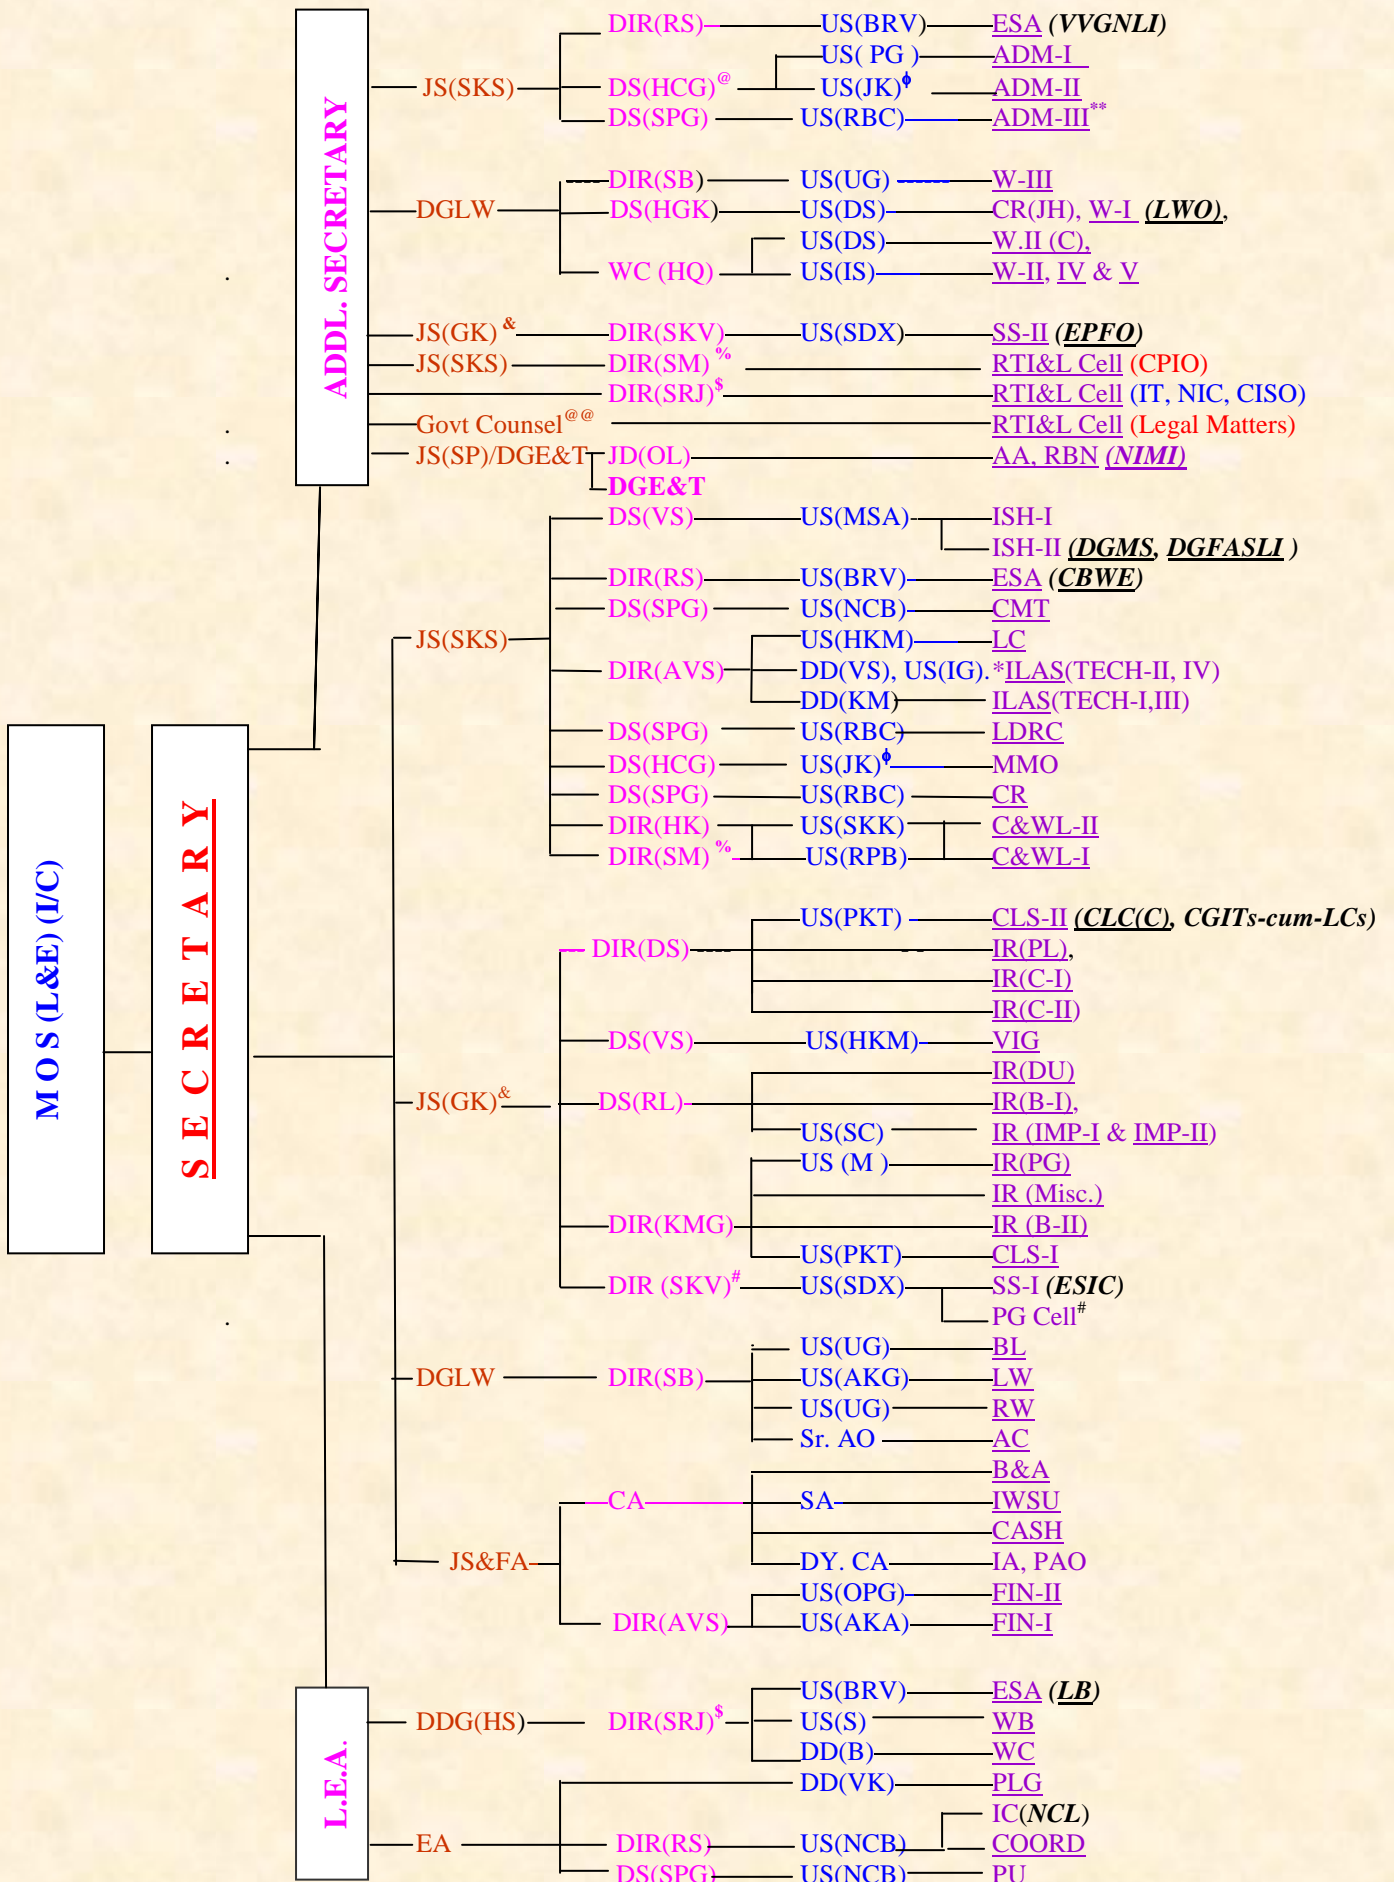 DIR(RS) US(BRV) ESA (VVGNLI)
US( PG ) ADM-I
JS(SKS) DS(HCG)@ US(JK)ϕ ADM-II
DS(SPG) US(RBC) ADM-III**
ADDL. SECRETARY
DIR(SB) US(UG) W-III
DGLW DS(HGK) US(DS) CR(JH), W-I (LWO),
US(DS) W.II (C),
. WC (HQ) US(IS) W-II, IV & V
JS(GK) & DIR(SKV) US(SDX) SS-II (EPFO)
JS(SKS) DIR(SM) % RTI&L Cell (CPIO)
DIR(SRJ)$ RTI&L Cell (IT, NIC, CISO)
. Govt Counsel@@ RTI&L Cell (Legal Matters)
. JS(SP)/DGE&T JD(OL) AA, RBN (NIMI)
DGE&T
DS(VS) US(MSA) ISH-I
ISH-II (DGMS, DGFASLI )
DIR(RS) US(BRV) ESA (CBWE)
DS(SPG) US(NCB) CMT
JS(SKS) US(HKM) LC
DIR(AVS) DD(VS), US(IG). *ILAS(TECH-II, IV)
DD(KM) ILAS(TECH-I,III)
DS(SPG) US(RBC) LDRC
DS(HCG) US(JK)ϕ MMO
DS(SPG) US(RBC) CR
DIR(HK) US(SKK) C&WL-II
DIR(SM) % US(RPB) C&WL-I
M O S (L&E) (I/C)
S E C R E T A R Y
US(PKT) CLS-II (CLC(C), CGITs-cum-LCs)
DIR(DS) IR(PL),
IR(C-I)
IR(C-II)
DS(VS) US(HKM) VIG
IR(DU)
JS(GK)& DS(RL) IR(B-I),
US(SC) IR (IMP-I & IMP-II)
US (M ) IR(PG)
IR (Misc.)
DIR(KMG) IR (B-II)
US(PKT) CLS-I
DIR (SKV)# US(SDX) SS-I (ESIC)
. PG Cell#
US(UG) BL
DGLW DIR(SB) US(AKG) LW
US(UG) RW
Sr. AO AC
B&A
CA SA IWSU
CASH
JS&FA DY. CA IA, PAO
US(OPG) FIN-II
DIR(AVS) US(AKA) FIN-I
L.E.A.
US(BRV) ESA (LB)
DDG(HS) DIR(SRJ)$ US(S) WB
DD(B) WC
DD(VK) PLG
IC(NCL)
EA DIR(RS) US(NCB) COORD
DS(SPG) US(NCB) PU